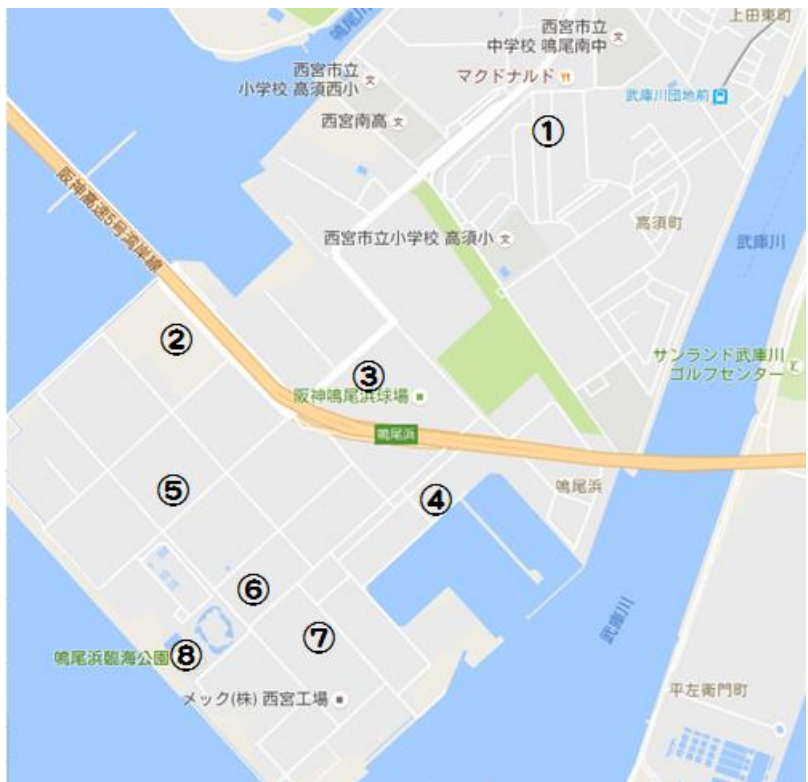 上田東町
鳴尾川
西宮市立
中学校 鳴尾南中
西宮市立
小学校 高須西小
マクドナルド
武庫川団地前
西宮南高
①
阪神高速5号湾岸線
西宮市立小学校 高須小
高須町
武庫川
②
サンランド武庫川
ゴルフセンター
③
阪神鳴尾浜球場
鳴尾浜
⑤
④
鳴尾浜
⑥
武庫川
⑦
鳴尾浜臨海公園
⑧
メック(株) 西宮工場
平左衛門町